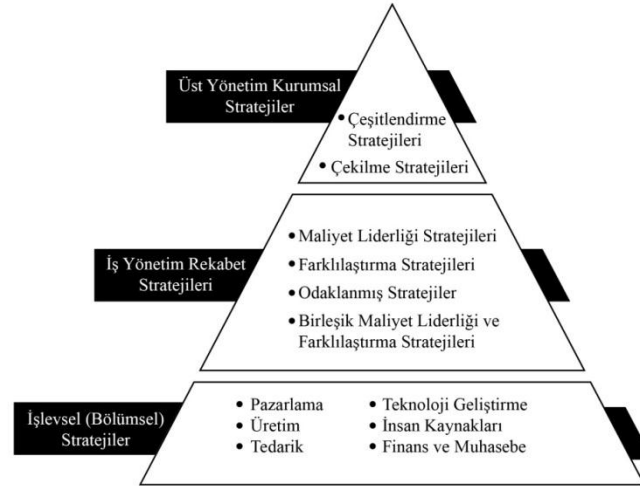 Üst Yönetim Kurumsal
Stratejiler
• Çeşitlendirme
Stratejileri
• Çekilme Stratejileri
İş Yönetim Rekabet
Stratejileri
• Maliyet Liderliği Stratejileri
• Farklılaştırma Stratejileri
• Odaklanmış Stratejiler
• Birleşik Maliyet Liderliği ve
Farklılaştırma Stratejileri
İşlevsel (Bölümsel)
Stratejiler
• Pazarlama
• Üretim
• Tedarik
• Teknoloji Geliştirme
• İnsan Kaynakları
• Finans ve Muhasebe